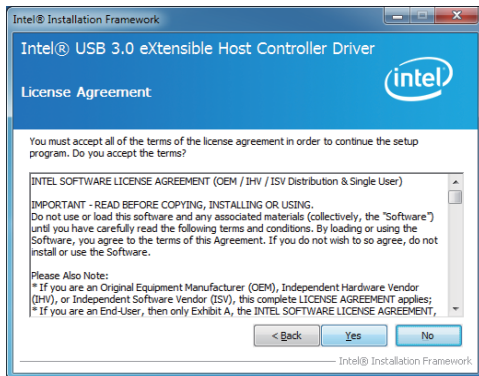 Intel® Installation Framework
Intel® USB 3.0 eXtensible Host Controller Driver
License Agreement
intel
You must accept all of the terms of the license agreement in order to continue the setup
program. Do you accept the terms?
INTEL SOFTWARE LICENSE AGREEMENT (OEM / IHV / ISV Distribution & Single User)
IMPORTANT - READ BEFORE COPYING, INSTALLING OR USING.
Do not use or load this software and any associated materials (collectively, the "Software")
until you have carefully read the following terms and conditions. By loading or using the
Software, you agree to the terms of this Agreement. If you do not wish to so agree, do not
install or use the Software.
Please Also Note:
* If you are an Original Equipment Manufacturer (OEM), Independent Hardware Vendor
(IHV), or Independent Software Vendor (ISV), this complete LICENSE AGREEMENT applies;
* If you are an End-User, then only Exhibit A, the INTEL SOFTWARE LICENSE AGREEMENT,
< Back
Yes
No
Intel® Installation Framework